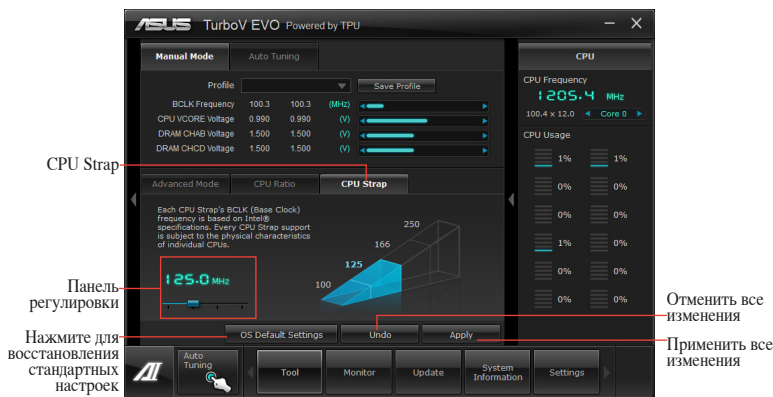 ASUS TurboV EVO Powered by TPU
Manual Mode
Auto Tuning
Profile
Save Profile
BCLK Frequency 100.3 100.3 (MHz)
CPU VCORE Voltage 0.990 0.990 (V)
DRAM CHAB Voltage 1.500 1.500 (V)
DRAM CHCD Voltage 1.500 1.500 (V)
CPU
CPU Frequency
1205.4 MHz
100.4 x 12.0 Core 0
CPU Usage
1% 1%
0% 0%
0% 0%
1% 0%
0% 0%
0% 0%
CPU Strap
Advanced Mode
CPU Ratio
CPU Strap
Each CPU Strap's BCLK (Base Clock)
frequency is based on Intel®
specifications. Every CPU Strap support
is subject to the physical characteristics
of individual CPUs.
250
166
125
100
125.0 MHz
Панель
регулировки
Нажмите для
восстановления
стандартных
настроек
OS Default Settings
Undo
Apply
Отменить все
изменения
Применить все
изменения
Auto
Tuning
Tool
Monitor
Update
System
Information
Settings